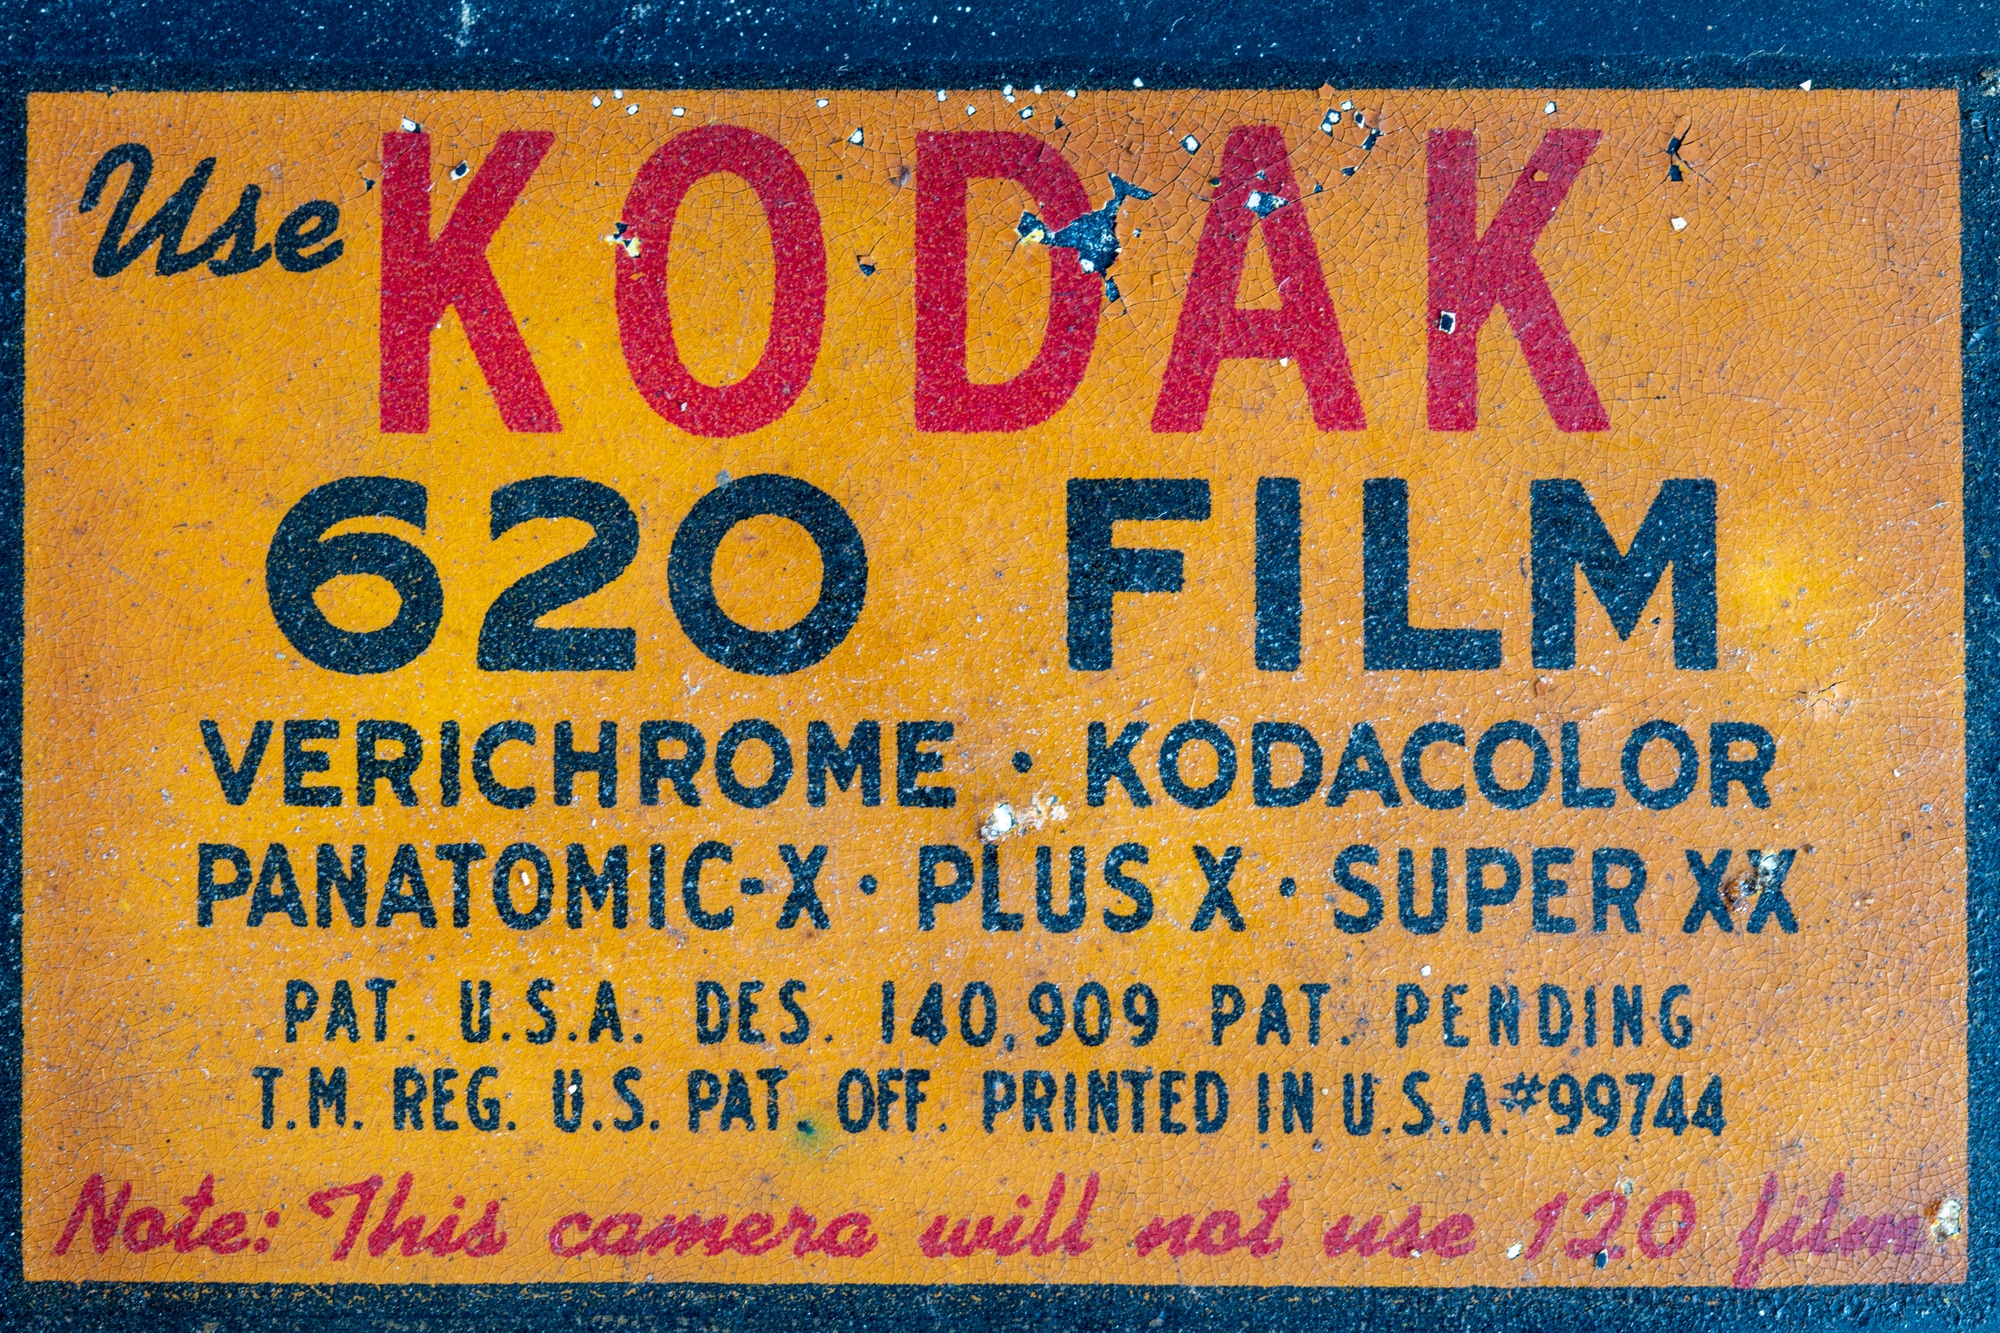 Use KODAK
620 FILM
VERICHROME · KODACOLOR
PANATOMIC-X · PLUS X · SUPER XX
PAT. U.S.A. DES. 140,909 PAT. PENDING
T.M. REG. U.S. PAT. OFF. PRINTED IN U.S.A.#99744
Note: This camera will not use 120 film.